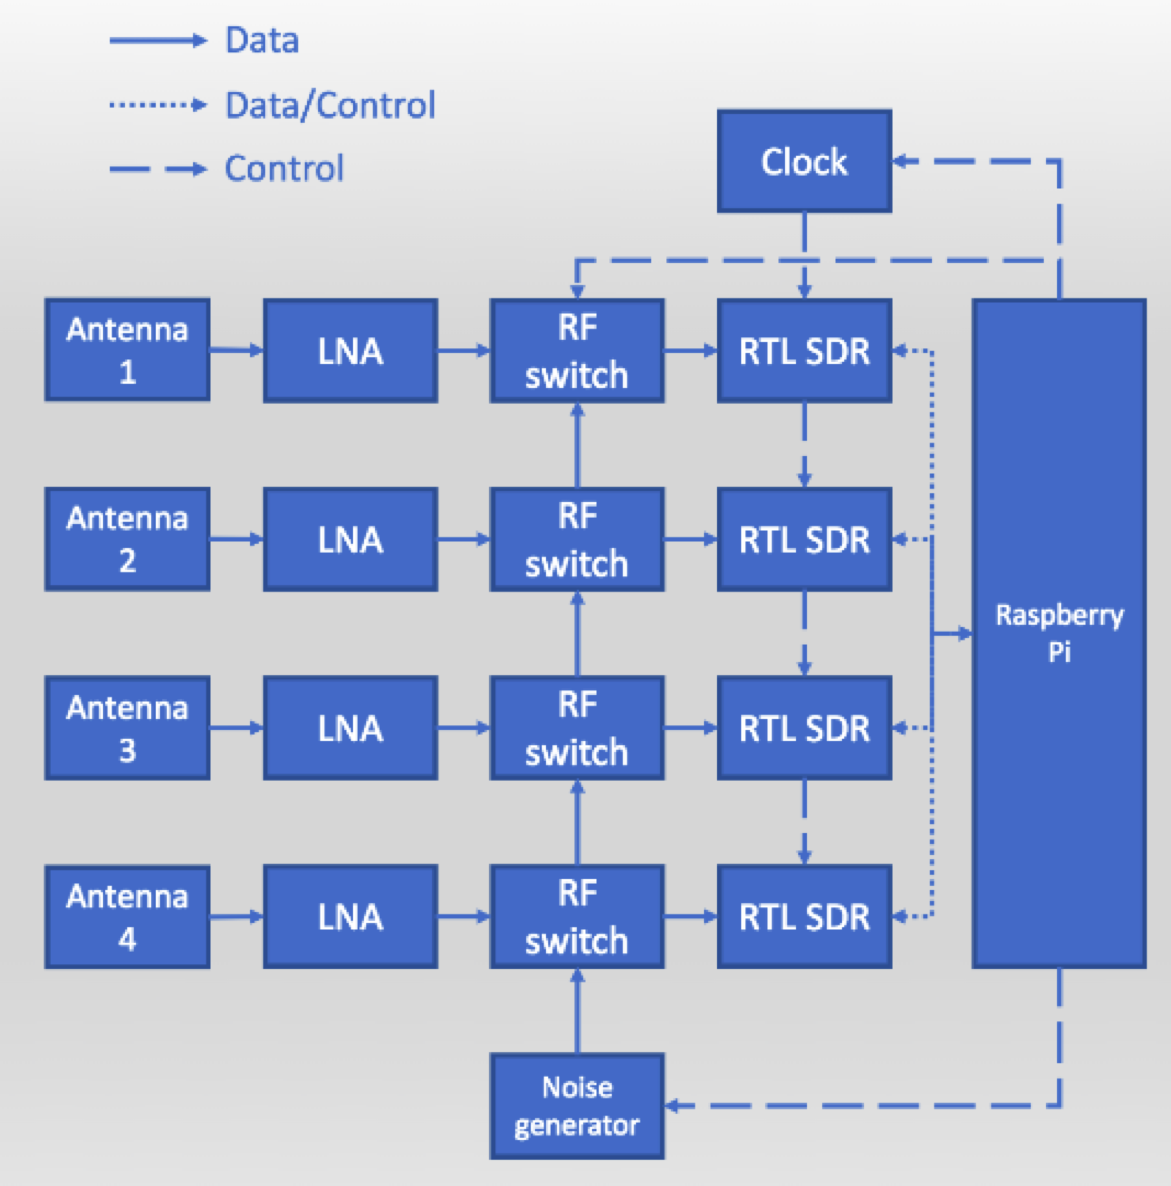 Data
Data/Control
Control
Clock
Antenna
1
LNA
RF
switch
RTL SDR
Antenna
2
LNA
RF
switch
RTL SDR
Raspberry
Pi
Antenna
3
LNA
RF
switch
RTL SDR
Antenna
4
LNA
RF
switch
RTL SDR
Noise
generator